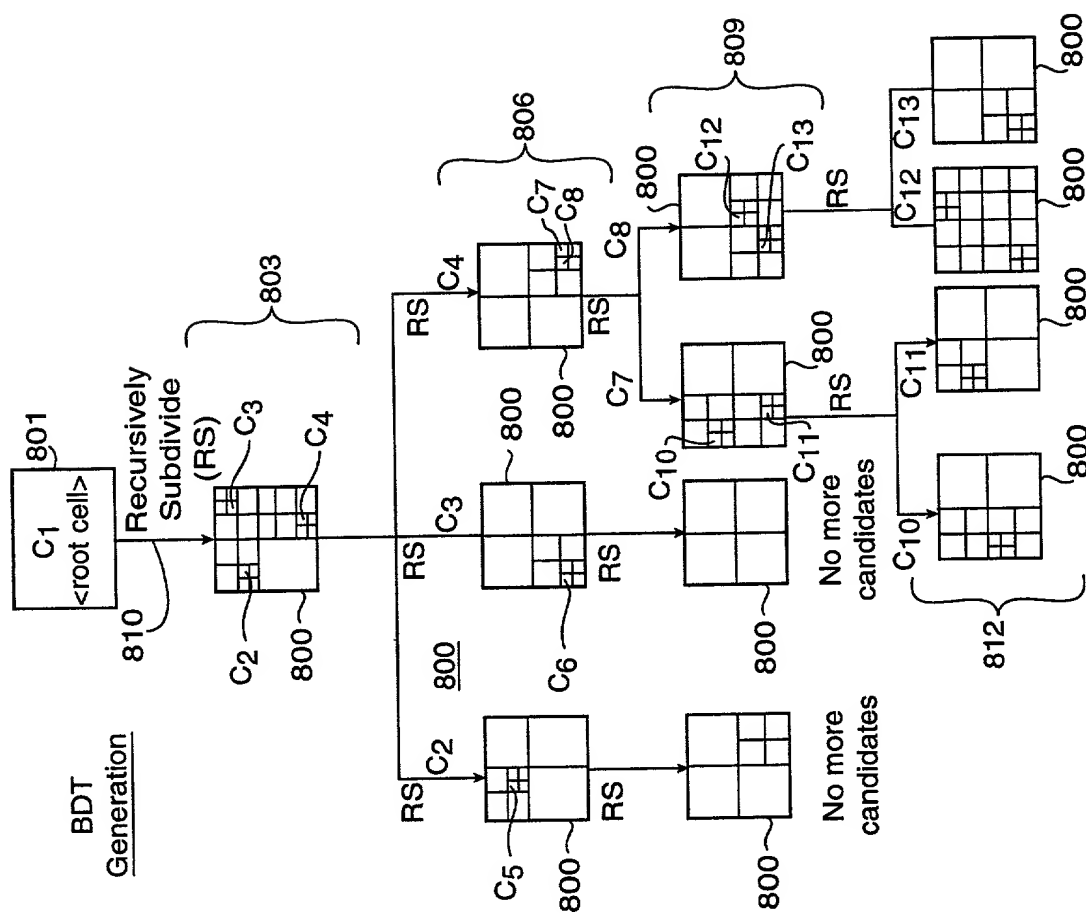 BDT
Generation
801
C1
<root cell>
810
Recursively
Subdivide
(RS)
803
C2
C3
C4
800
RS
C2
RS
C3
RS
C4
806
800
C5
800
C6
800
800
C7
C8
RS
RS
RS
C7
C8
809
800
No more
candidates
800
No more
candidates
C10
C11
800
800
C12
C13
RS
RS
C10
C11
C12
C13
812
800
800
800
800